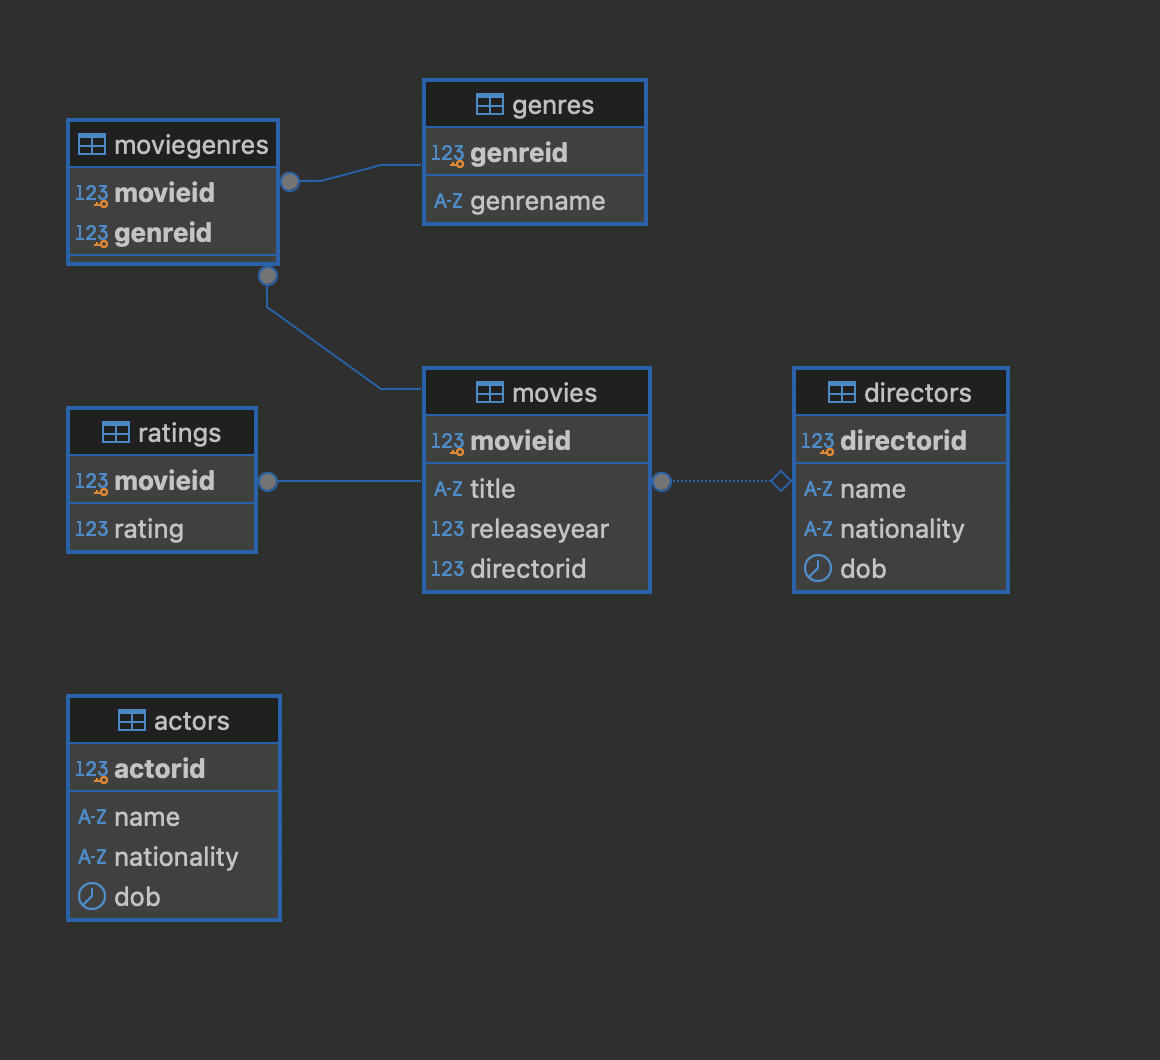 genres
123 genreid
A-Z genrename
moviegenres
123 movieid
123 genreid
movies
123 movieid
A-Z title
123 releaseyear
123 directorid
directors
123 directorid
A-Z name
A-Z nationality
dob
ratings
123 movieid
123 rating
actors
123 actorid
A-Z name
A-Z nationality
dob